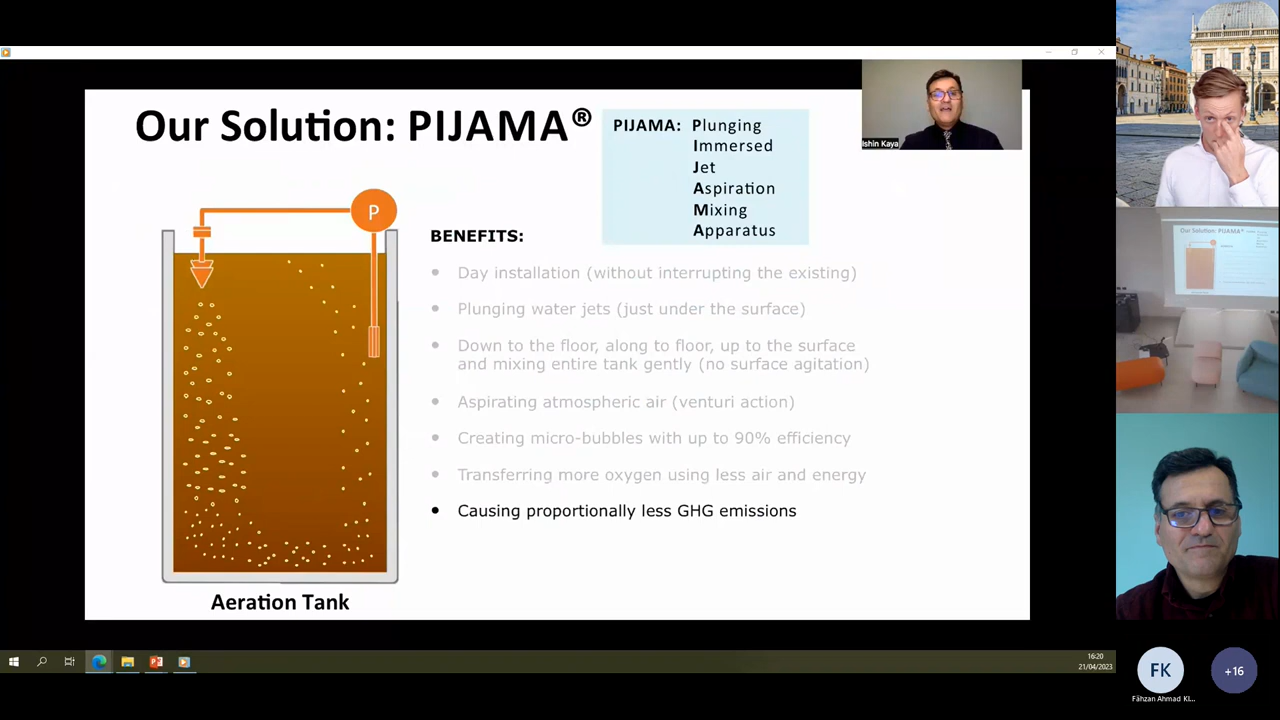 Our Solution: PIJAMA®
PIJAMA: Plunging
Immersed
Jet
Aspiration
Mixing
Apparatus
Ishin Kaya
P
BENEFITS:
• Day installation (without interrupting the existing)
• Plunging water jets (just under the surface)
• Down to the floor, along to floor, up to the surface
and mixing entire tank gently (no surface agitation)
• Aspirating atmospheric air (venturi action)
• Creating micro-bubbles with up to 90% efficiency
• Transferring more oxygen using less air and energy
• Causing proportionally less GHG emissions
Aeration Tank
Our Solution: PIJAMA®
16:20
21/04/2023
FK
+16